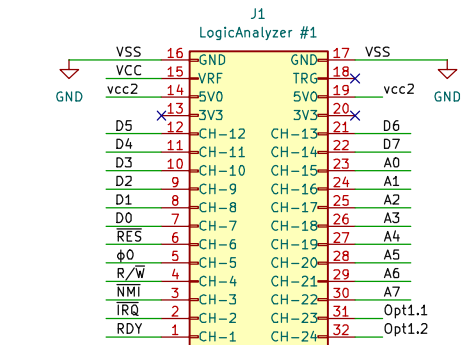 J1
LogicAnalyzer #1
VSS 16 GND GND 17 VSS
GND VCC 15 VRF TRG 18 GND
vcc2 14 5V0 5V0 19 vcc2
13 3V3 3V3 20
D5 12 CH-12 CH-13 21 D6
D4 11 CH-11 CH-14 22 D7
D3 10 CH-10 CH-15 23 A0
D2 9 CH-9 CH-16 24 A1
D1 8 CH-8 CH-17 25 A2
D0 7 CH-7 CH-18 26 A3
R̅E̅S̅ 6 CH-6 CH-19 27 A4
ϕ0 5 CH-5 CH-20 28 A5
R/W̅ 4 CH-4 CH-21 29 A6
N̅M̅I̅ 3 CH-3 CH-22 30 A7
I̅R̅Q̅ 2 CH-2 CH-23 31 Opt1.1
RDY 1 CH-1 CH-24 32 Opt1.2